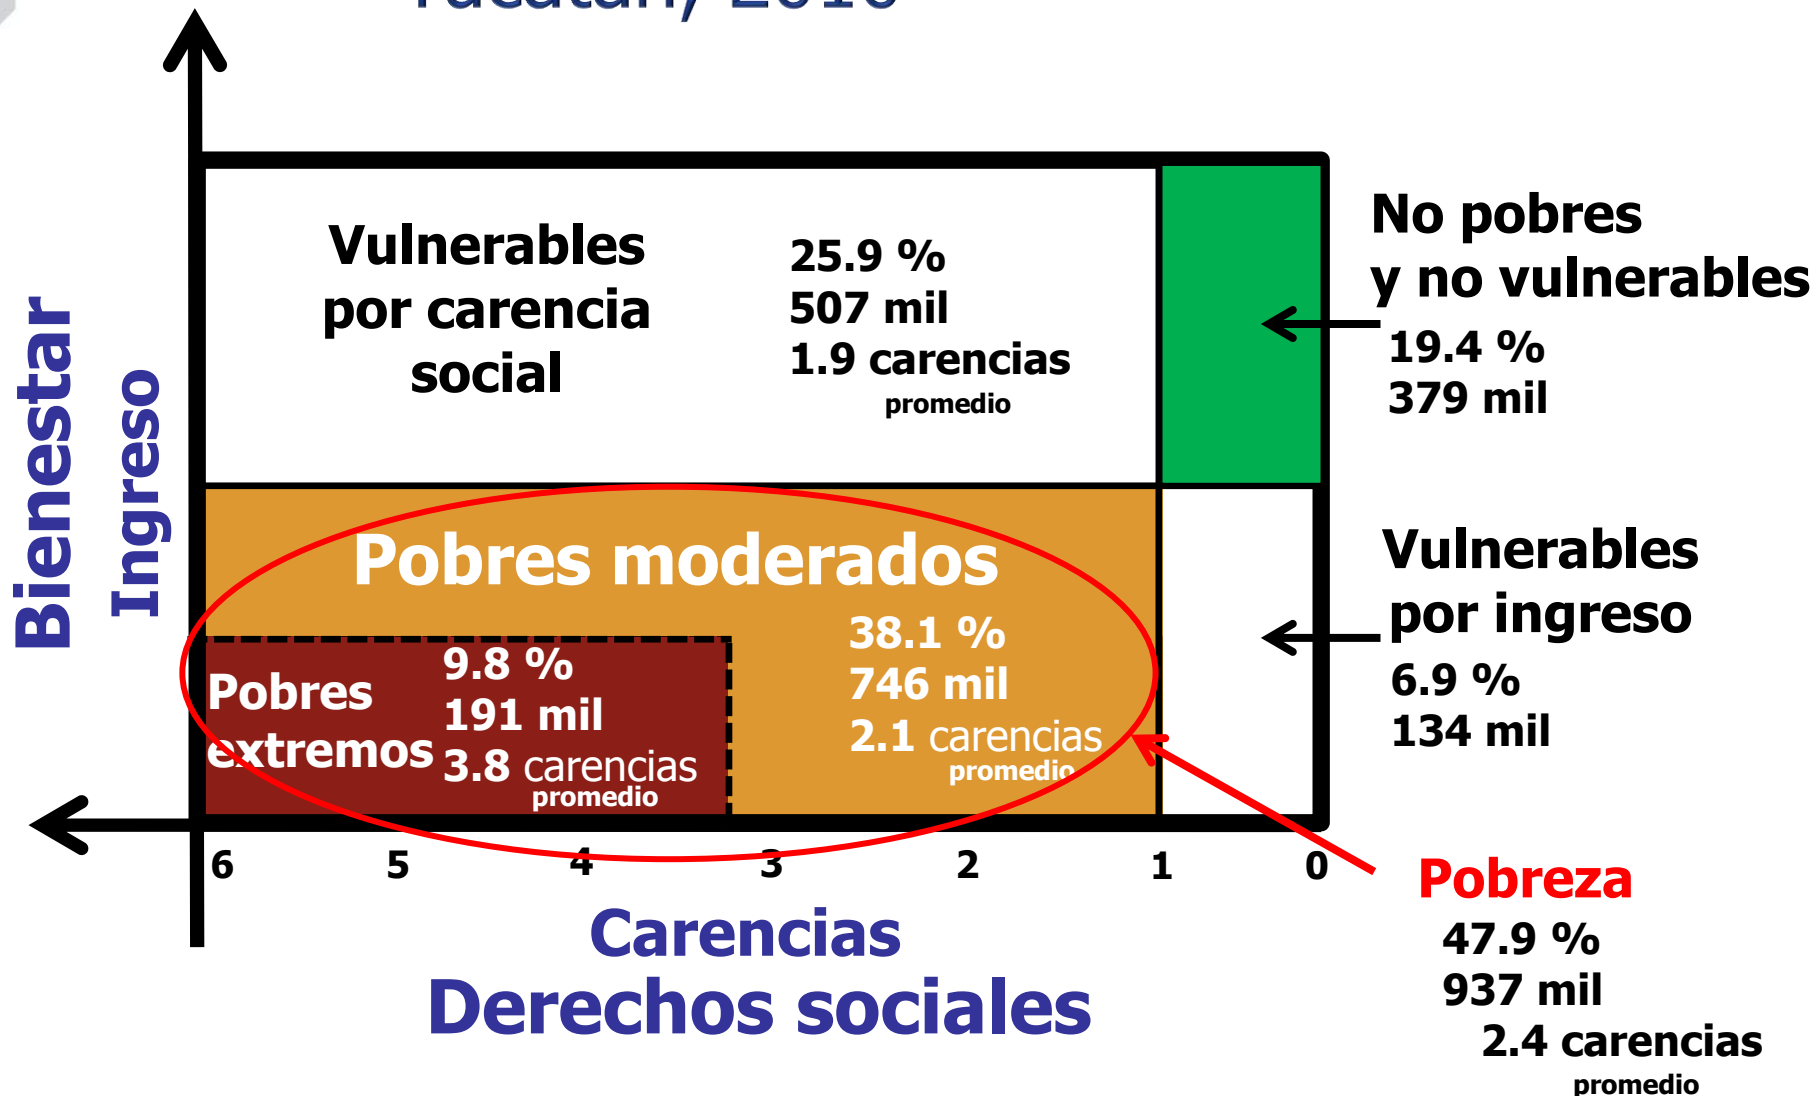 Yucatán, 2010
Vulnerables
por carencia
social
25.9 %
507 mil
1.9 carencias
promedio
No pobres
y no vulnerables
19.4 %
379 mil
Bienestar
Ingreso
Pobres moderados
38.1 %
746 mil
2.1 carencias
promedio
Pobres
extremos
9.8 %
191 mil
3.8 carencias
promedio
Vulnerables
por ingreso
6.9 %
134 mil
6 5 4 3 2 1 0
Carencias
Derechos sociales
Pobreza
47.9 %
937 mil
2.4 carencias
promedio